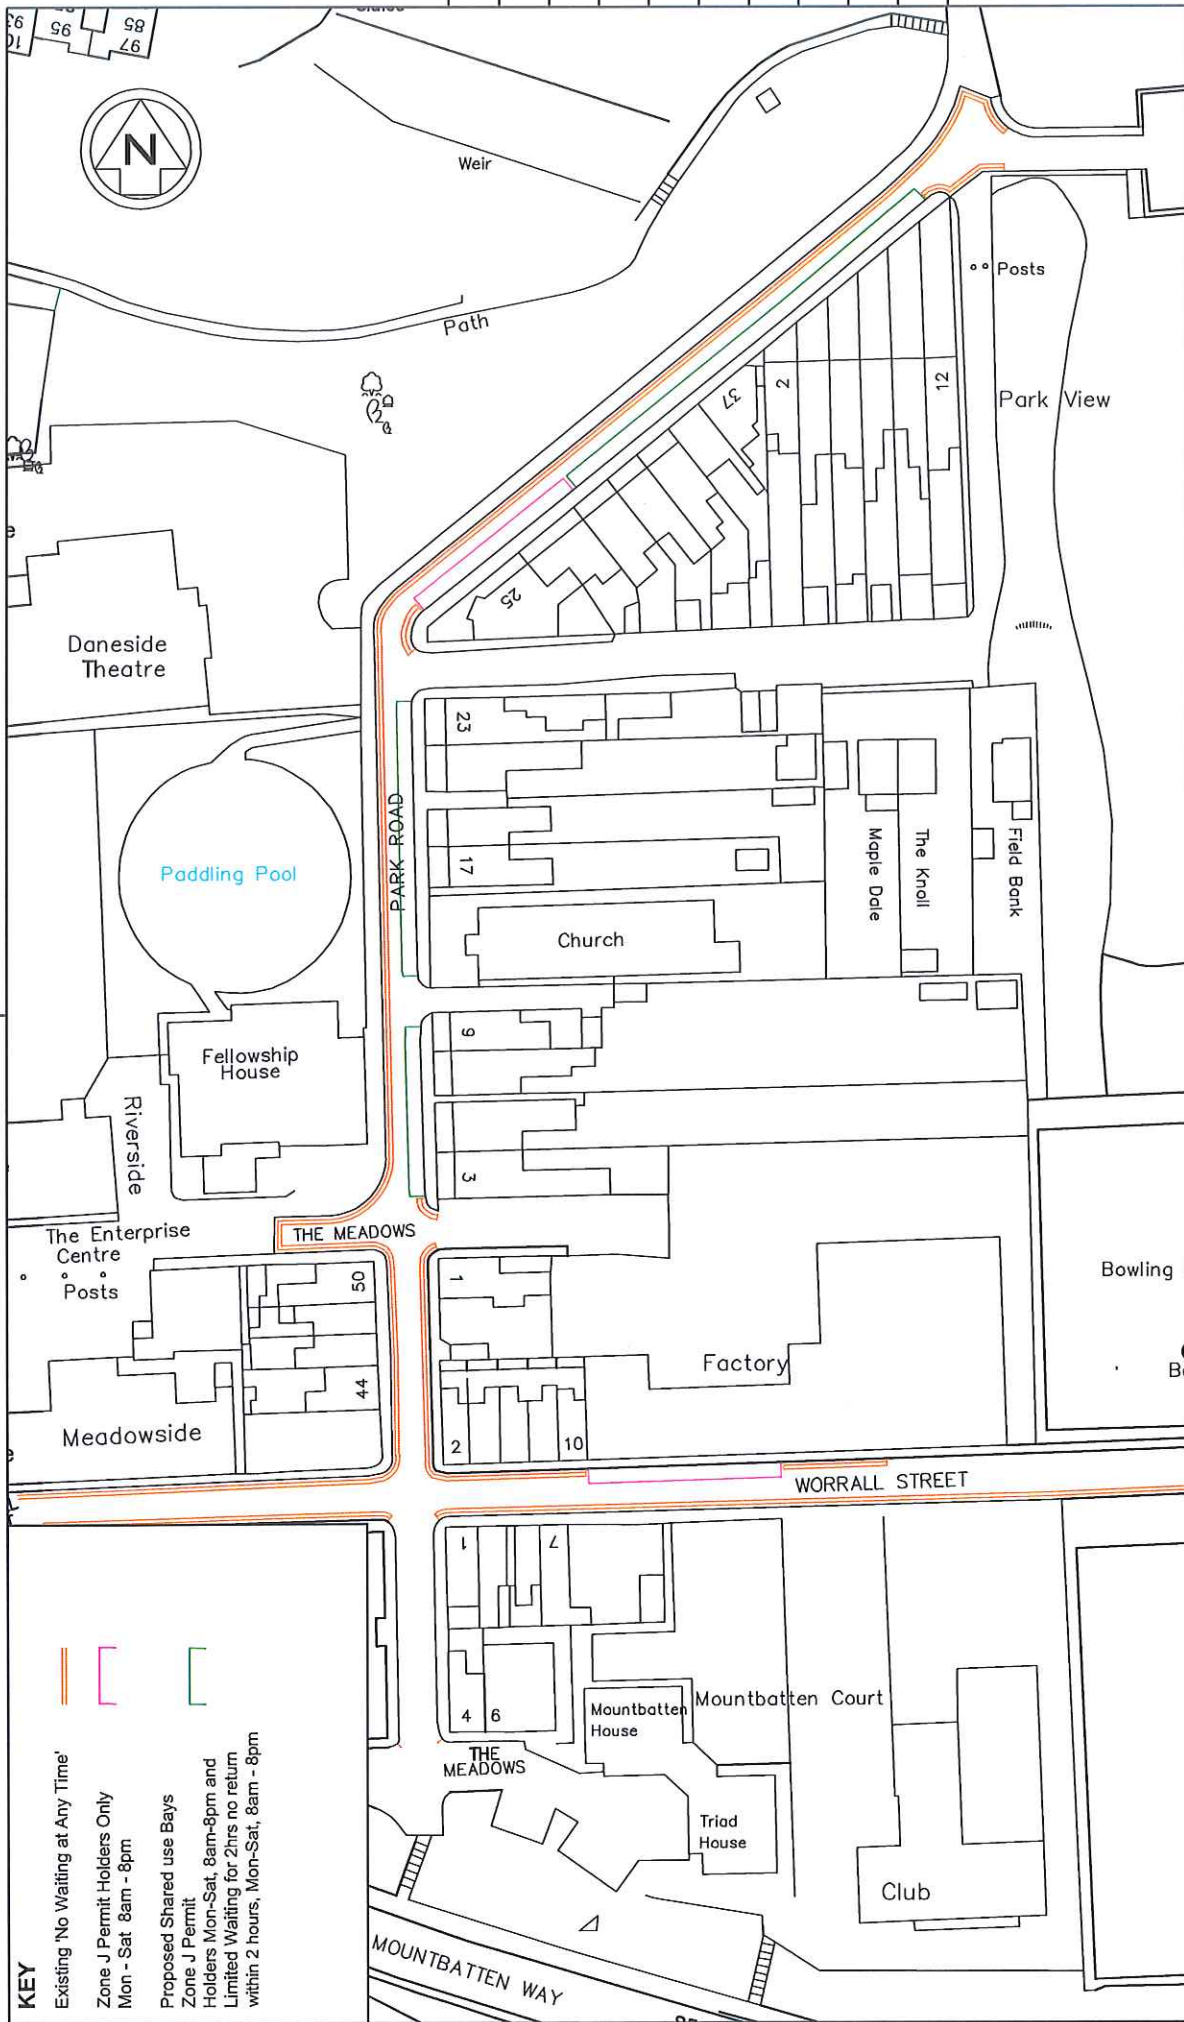 93
95
85
97
N
Weir
Path
Posts
37
2
12
Park View
25
Daneside
Theatre
23
PARK ROAD
17
Paddling Pool
Church
Maple Dale
The Knoll
Field Bank
9
Fellowship
House
Riverside
3
The Enterprise
Centre
Posts
THE MEADOWS
50
1
44
Bowling
Factory
Meadowside
2
10
WORRALL STREET
1
7
4
6
Mountbatten
House
Mountbatten Court
THE
MEADOWS
Triad
House
Club
MOUNTBATTEN WAY
KEY
Existing 'No Waiting at Any Time'
Zone J Permit Holders Only
Mon - Sat 8am - 8pm
Proposed Shared use Bays
Zone J Permit
Holders Mon-Sat, 8am-8pm and
Limited Waiting for 2hrs no return
within 2 hours, Mon-Sat, 8am - 8pm